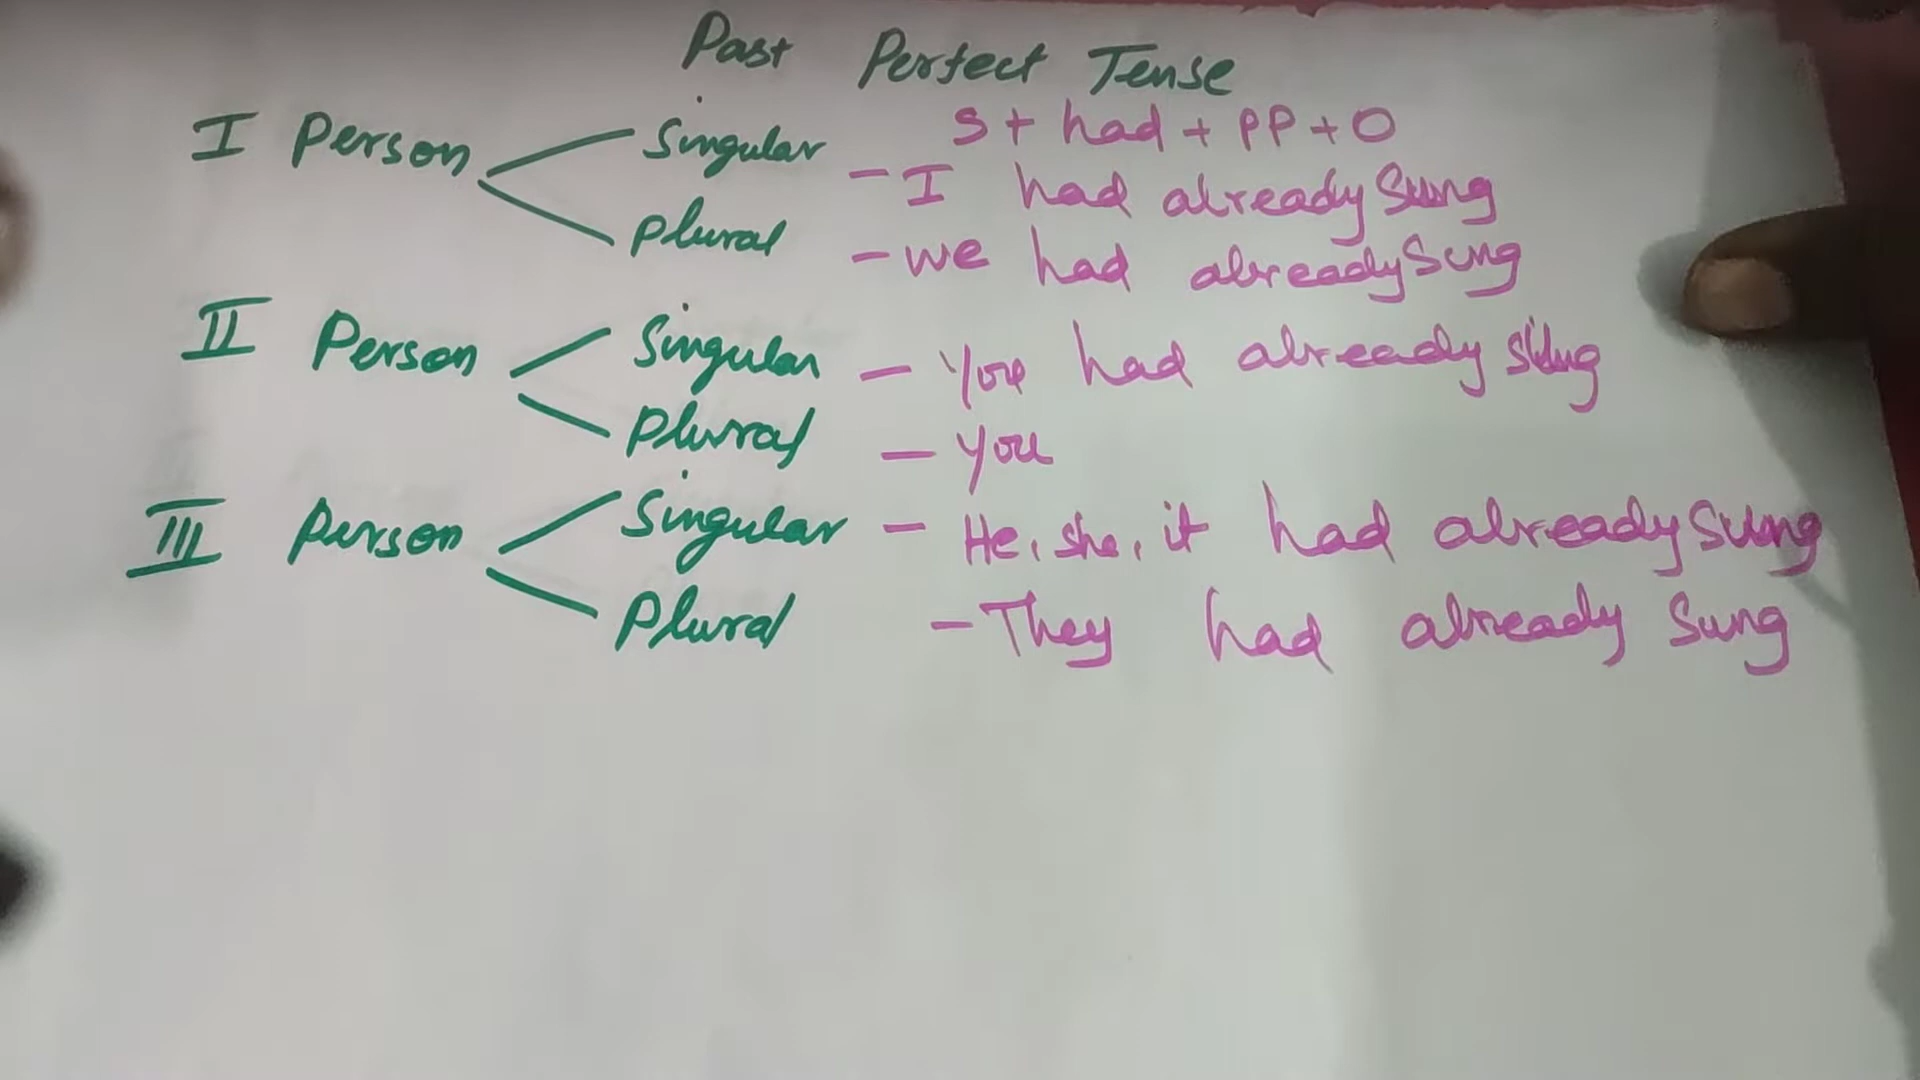 Past Perfect Tense
S + had + PP + O
I Person Singular - I had already Sung
Plural - we had already Sung
II Person Singular - You had already Sung
Plural - You
III Person Singular - He, she, it had already Sung
Plural - They had already Sung